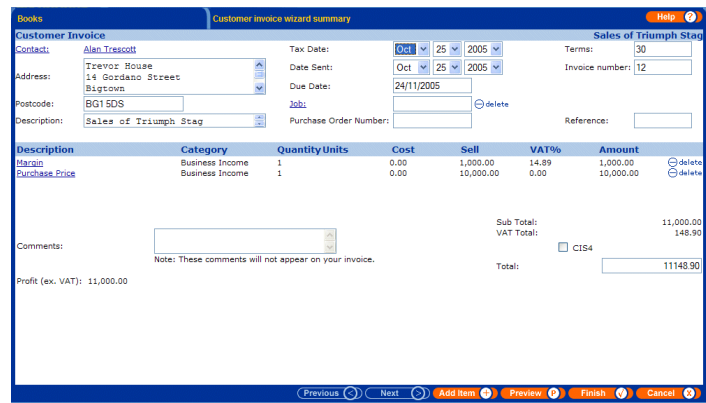 Books Customer invoice wizard summary Help ?
Customer Invoice Sales of Triumph Stag
Contact: Alan Trescott Tax Date: Oct 25 2005 Terms: 30
Address: Trevor House Date Sent: Oct 25 2005 Invoice number: 12
14 Gordano Street
Bigtown Due Date: 24/11/2005
Postcode: BG1 5DS Job: delete
Description: Sales of Triumph Stag Purchase Order Number: Reference:
Description Category Quantity Units Cost Sell VAT% Amount
Margin Business Income 1 0.00 1,000.00 14.89 1,000.00 delete
Purchase Price Business Income 1 0.00 10,000.00 0.00 10,000.00 delete
Sub Total: 11,000.00
VAT Total: 148.90
Comments: CIS4
Note: These comments will not appear on your invoice.
Total: 11148.90
Profit (ex. VAT): 11,000.00
Previous < Next > Add Item + Preview P Finish √ Cancel X